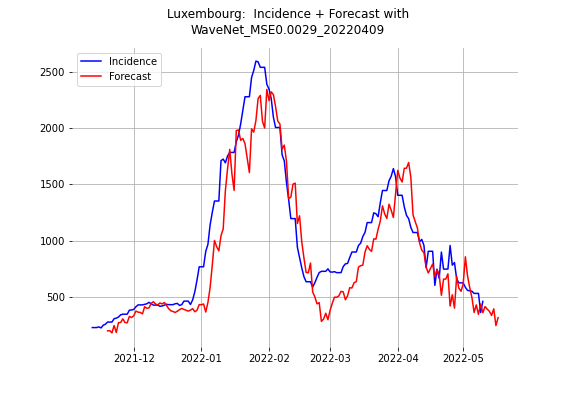 Luxembourg:  Incidence + Forecast with
WaveNet_MSE0.0029_20220409
Incidence
Forecast
2500
2000
1500
1000
500
2021-12
2022-01
2022-02
2022-03
2022-04
2022-05